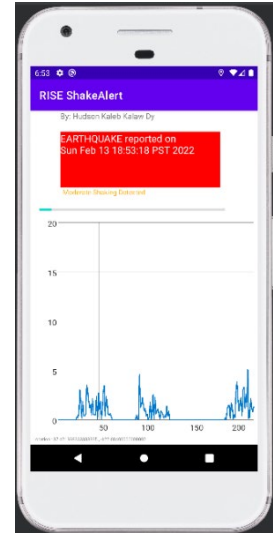 6:53
RISE ShakeAlert
By: Hudson Kaleb Kalaw Dy
EARTHQUAKE reported on
Sun Feb 13 18:53:18 PST 2022
Moderate Shaking Detected
20
15
10
5
0
50 100 150 200